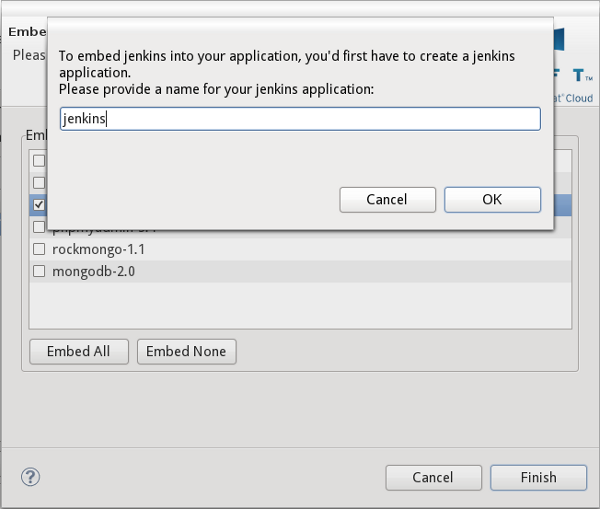 Embe
Pleas
To embed jenkins into your application, you'd first have to create a jenkins
application.
Please provide a name for your jenkins application:
jenkins
Cancel
OK
F T™
at® Cloud
Emb
rockmongo-1.1
mongodb-2.0
Embed All
Embed None
?
Cancel
Finish